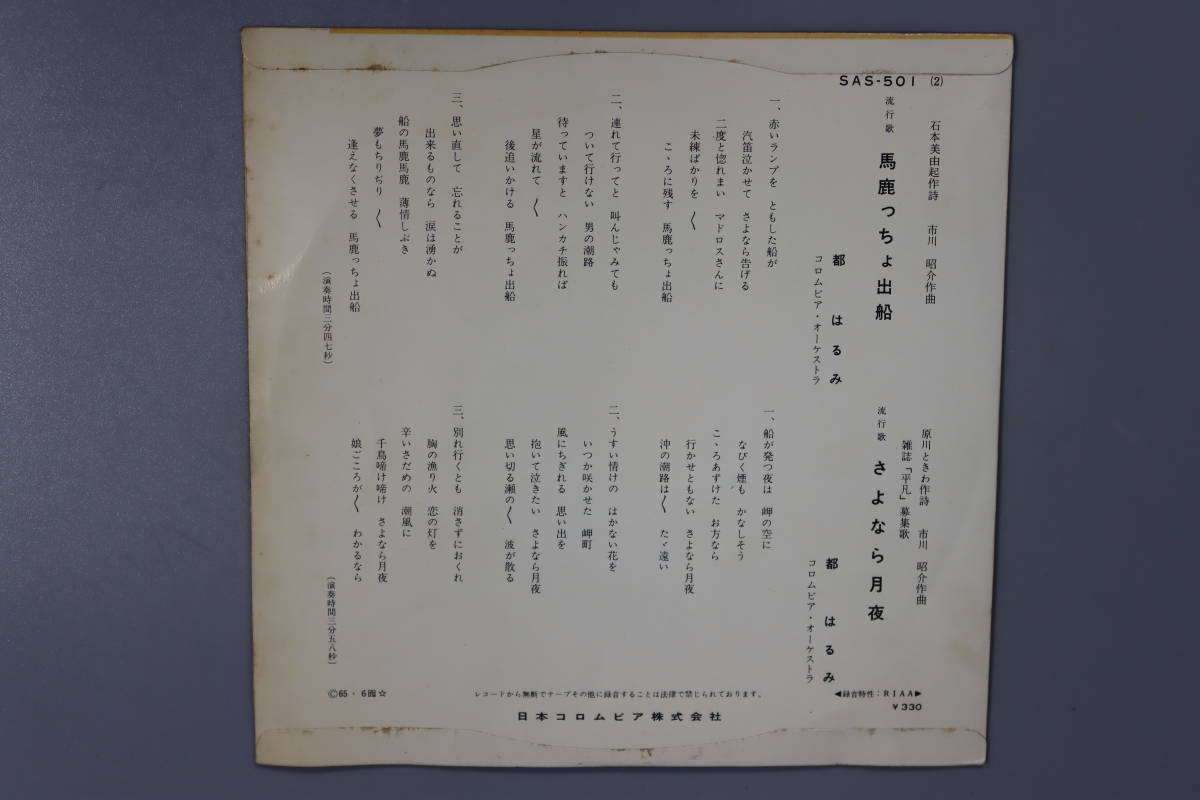 SAS-501 (2)
石本美由起作詩 市川 昭介作曲
流行歌 馬鹿っちょ出船
都 はるみ
コロムビア・オーケストラ
一、赤いランプを ともした船が
汽笛泣かせて さよなら告げる
二度と惚れまい マドロスさんに
未練ばかりを 〱
こゝろに残す 馬鹿っちょ出船
二、連れて行ってと 叫んじゃみても
ついて行けない 男の潮路
待っていますと ハンカチ振れば
星が流れて 〱
後追いかける 馬鹿っちょ出船
三、思い直して 忘れることが
出来るものなら 涙は湧かぬ
船の馬鹿馬鹿 薄情しぶき
夢もちりぢり 〱
逢えなくさせる 馬鹿っちょ出船
(演奏時間三分四七秒)
原川ときわ作詩 市川 昭介作曲
雑誌「平凡」募集歌
流行歌 さよなら月夜
都 はるみ
コロムビア・オーケストラ
一、船が発つ夜は 岬の空に
なびく煙も かなしそう
こゝろあずけた お方なら
行かせともない さよなら月夜
沖の潮路は〱 たゞ遠い
二、うすい情けの はかない花を
いつか咲かせた 岬町
風にちぎれる 思い出を
抱いて泣きたい さよなら月夜
思い切る瀬の〱 波が散る
三、別れ行くとも 消さずにおくれ
胸の漁り火 恋の灯を
辛いさだめの 潮風に
千鳥啼け啼け さよなら月夜
娘ごころが〱 わかるなら
(演奏時間三分五八秒)
©65・6 ☆
レコードから無断でテープその他に録音することは法律で禁じられております。
◀録音特性:RIAA▶
¥330
日本コロムビア株式会社